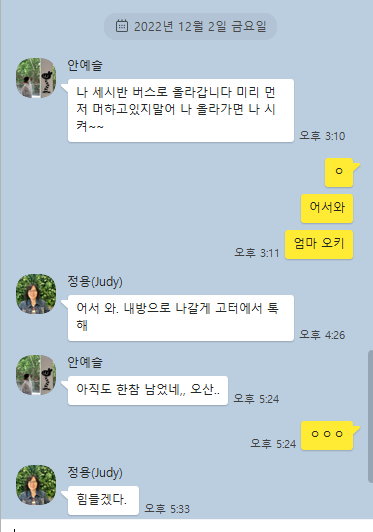 2022년 12월 2일 금요일
안예슬
나 세시반 버스로 올라갑니다 미리 먼
저 머하고있지말어 나 올라가면 나 시
켜~~
오후 3:10
ㅇ
어서와
엄마 오키
오후 3:11
정용(Judy)
어서 와. 내방으로 나갈게 고터에서 톡
해
오후 4:26
안예슬
아직도 한참 남었네,, 오산..
오후 5:24
ㅇㅇㅇ
오후 5:24
정용(Judy)
힘들겠다.
오후 5:33